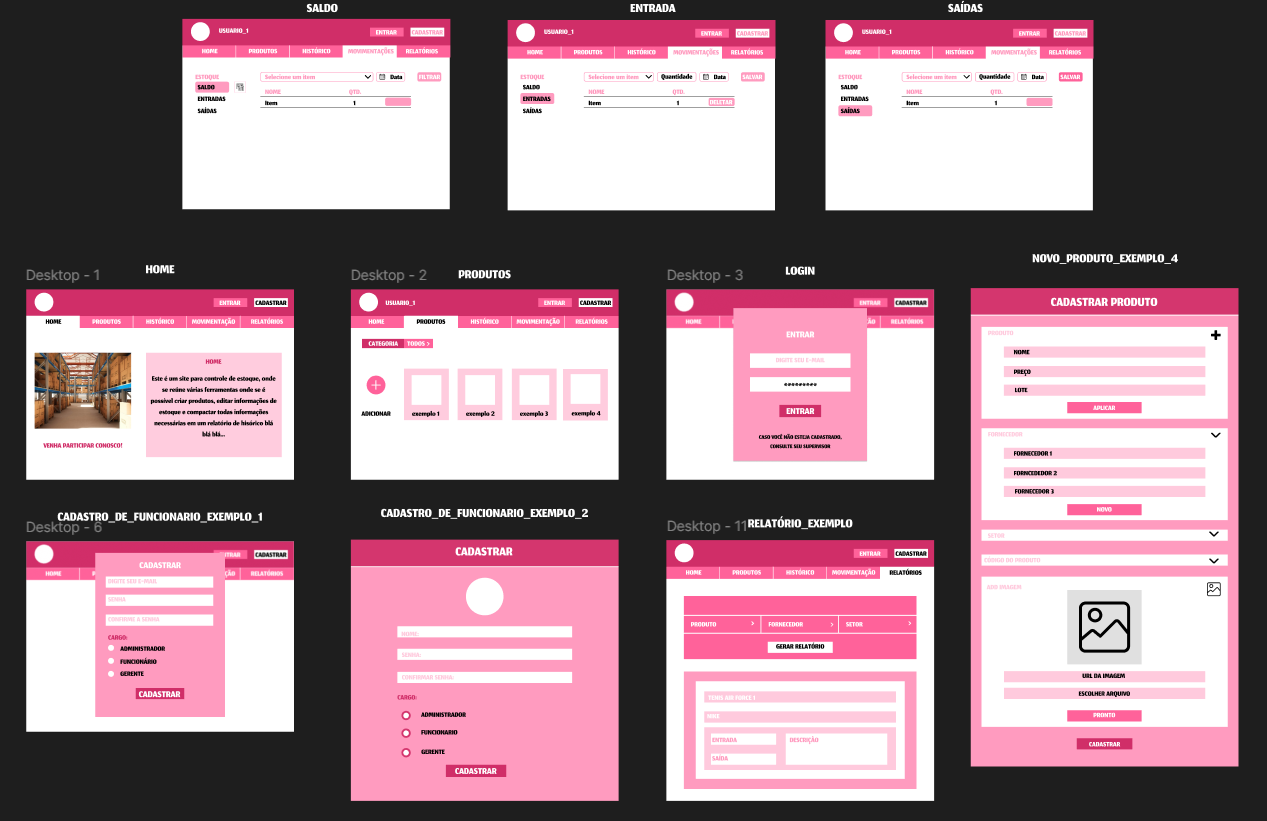 SALDO
USUARIO_1
ENTRAR
CADASTRAR
HOME
PRODUTOS
HISTÓRICO
MOVIMENTAÇÕES
RELATÓRIOS
ESTOQUE
SALDO
ENTRADAS
SAÍDAS
Selecione um item
Data
FILTRAR
NOME QTD.
Item 1
ENTRADA
USUARIO_1
ENTRAR
CADASTRAR
HOME
PRODUTOS
HISTÓRICO
MOVIMENTAÇÕES
RELATÓRIOS
ESTOQUE
SALDO
ENTRADAS
SAÍDAS
Selecione um item
Quantidade
Data
SALVAR
NOME QTD.
Item 1 DELETAR
SAÍDAS
USUARIO_1
ENTRAR
CADASTRAR
HOME
PRODUTOS
HISTÓRICO
MOVIMENTAÇÕES
RELATÓRIOS
ESTOQUE
SALDO
ENTRADAS
SAÍDAS
Selecione um item
Quantidade
Data
SALVAR
NOME QTD.
Item 1
Desktop - 1
HOME
ENTRAR
CADASTRAR
HOME
PRODUTOS
HISTÓRICO
MOVIMENTAÇÃO
RELATÓRIOS
HOME
Este é um site para controle de estoque, onde
se reúne várias ferramentas onde se é
possível criar produtos, editar informações de
estoque e compactar todas informações
necessárias em um relatório de hisórico blá
blá blá...
VENHA PARTICIPAR CONOSCO!
Desktop - 2
PRODUTOS
USUARIO_1
ENTRAR
CADASTRAR
HOME
PRODUTOS
HISTÓRICO
MOVIMENTAÇÃO
RELATÓRIOS
CATEGORIA
TODOS >
ADICIONAR
exemplo 1
exemplo 2
exemplo 3
exemplo 4
Desktop - 3
LOGIN
ENTRAR
CADASTRAR
HOME
P
ÃO
RELATÓRIOS
ENTRAR
DIGITE SEU E-MAIL
*********
ENTRAR
CASO VOCÊ NÃO ESTEJA CADASTRADO,
CONSULTE SEU SUPERVISOR
NOVO_PRODUTO_EXEMPLO_4
CADASTRAR PRODUTO
PRODUTO
NOME
PREÇO
LOTE
APLICAR
FORNECEDOR
FORNECEDOR 1
FORNCEDEDOR 2
FORNECEDOR 3
NOVO
SETOR
CÓDIGO DO PRODUTO
ADD IMAGEM
URL DA IMAGEM
ESCOLHER ARQUIVO
PRONTO
CADASTRAR
Desktop - 6
CADASTRO_DE_FUNCIONARIO_EXEMPLO_1
ENTRAR
CADASTRAR
HOME
P
ÇÃO
RELATÓRIOS
CADASTRAR
DIGITE SEU E-MAIL
SENHA
CONFIRME A SENHA
CARGO:
ADMINISTRADOR
FUNCIONÁRIO
GERENTE
CADASTRAR
CADASTRO_DE_FUNCIONARIO_EXEMPLO_2
CADASTRAR
NOME:
SENHA:
CONFIRMAR SENHA:
CARGO:
ADMINISTRADOR
FUNCIONARIO
GERENTE
CADASTRAR
Desktop - 11
RELATÓRIO_EXEMPLO
ENTRAR
CADASTRAR
HOME
PRODUTOS
HISTÓRICO
MOVIMENTAÇÃO
RELATÓRIOS
PRODUTO >
FORNECEDOR >
SETOR >
GERAR RELATÓRIO
TENIS AIR FORCE 1
NIKE
ENTRADA
SAÍDA
DESCRIÇÃO